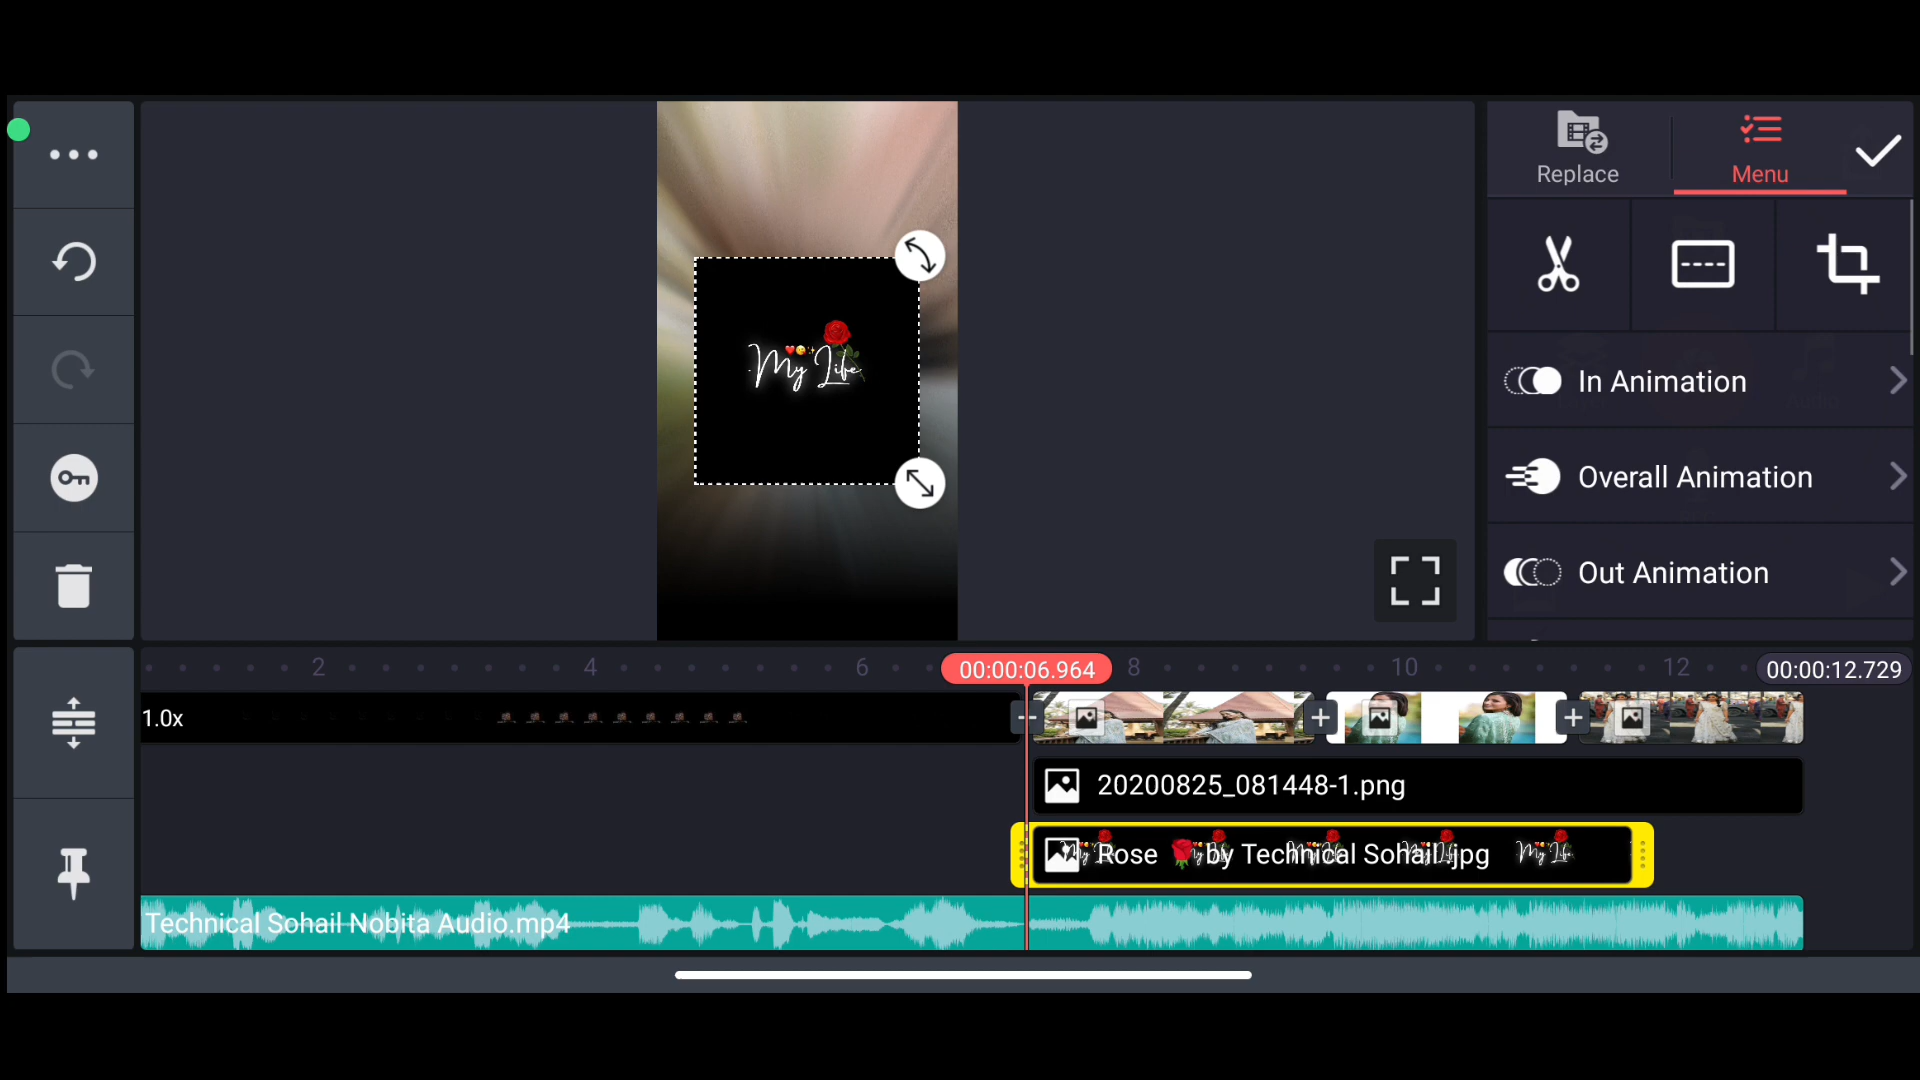 Replace
Menu
My Life
In Animation
Overall Animation
Out Animation
2
4
6
00:00:06.964
8
10
12
00:00:12.729
1.0x
20200825_081448-1.png
Rose 🌹by Technical Sohail.jpg
Technical Sohail Nobita Audio.mp4